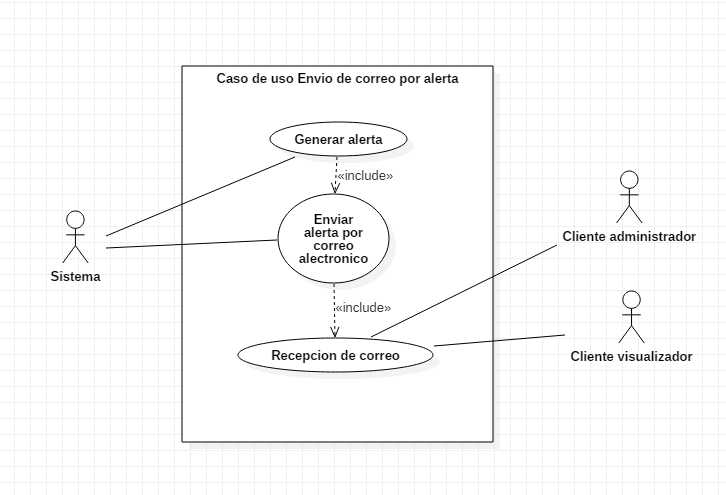 Caso de uso Envio de correo por alerta
Generar alerta
«include»
Enviar
alerta por
correo
alectronico
«include»
Recepcion de correo
Sistema
Cliente administrador
Cliente visualizador